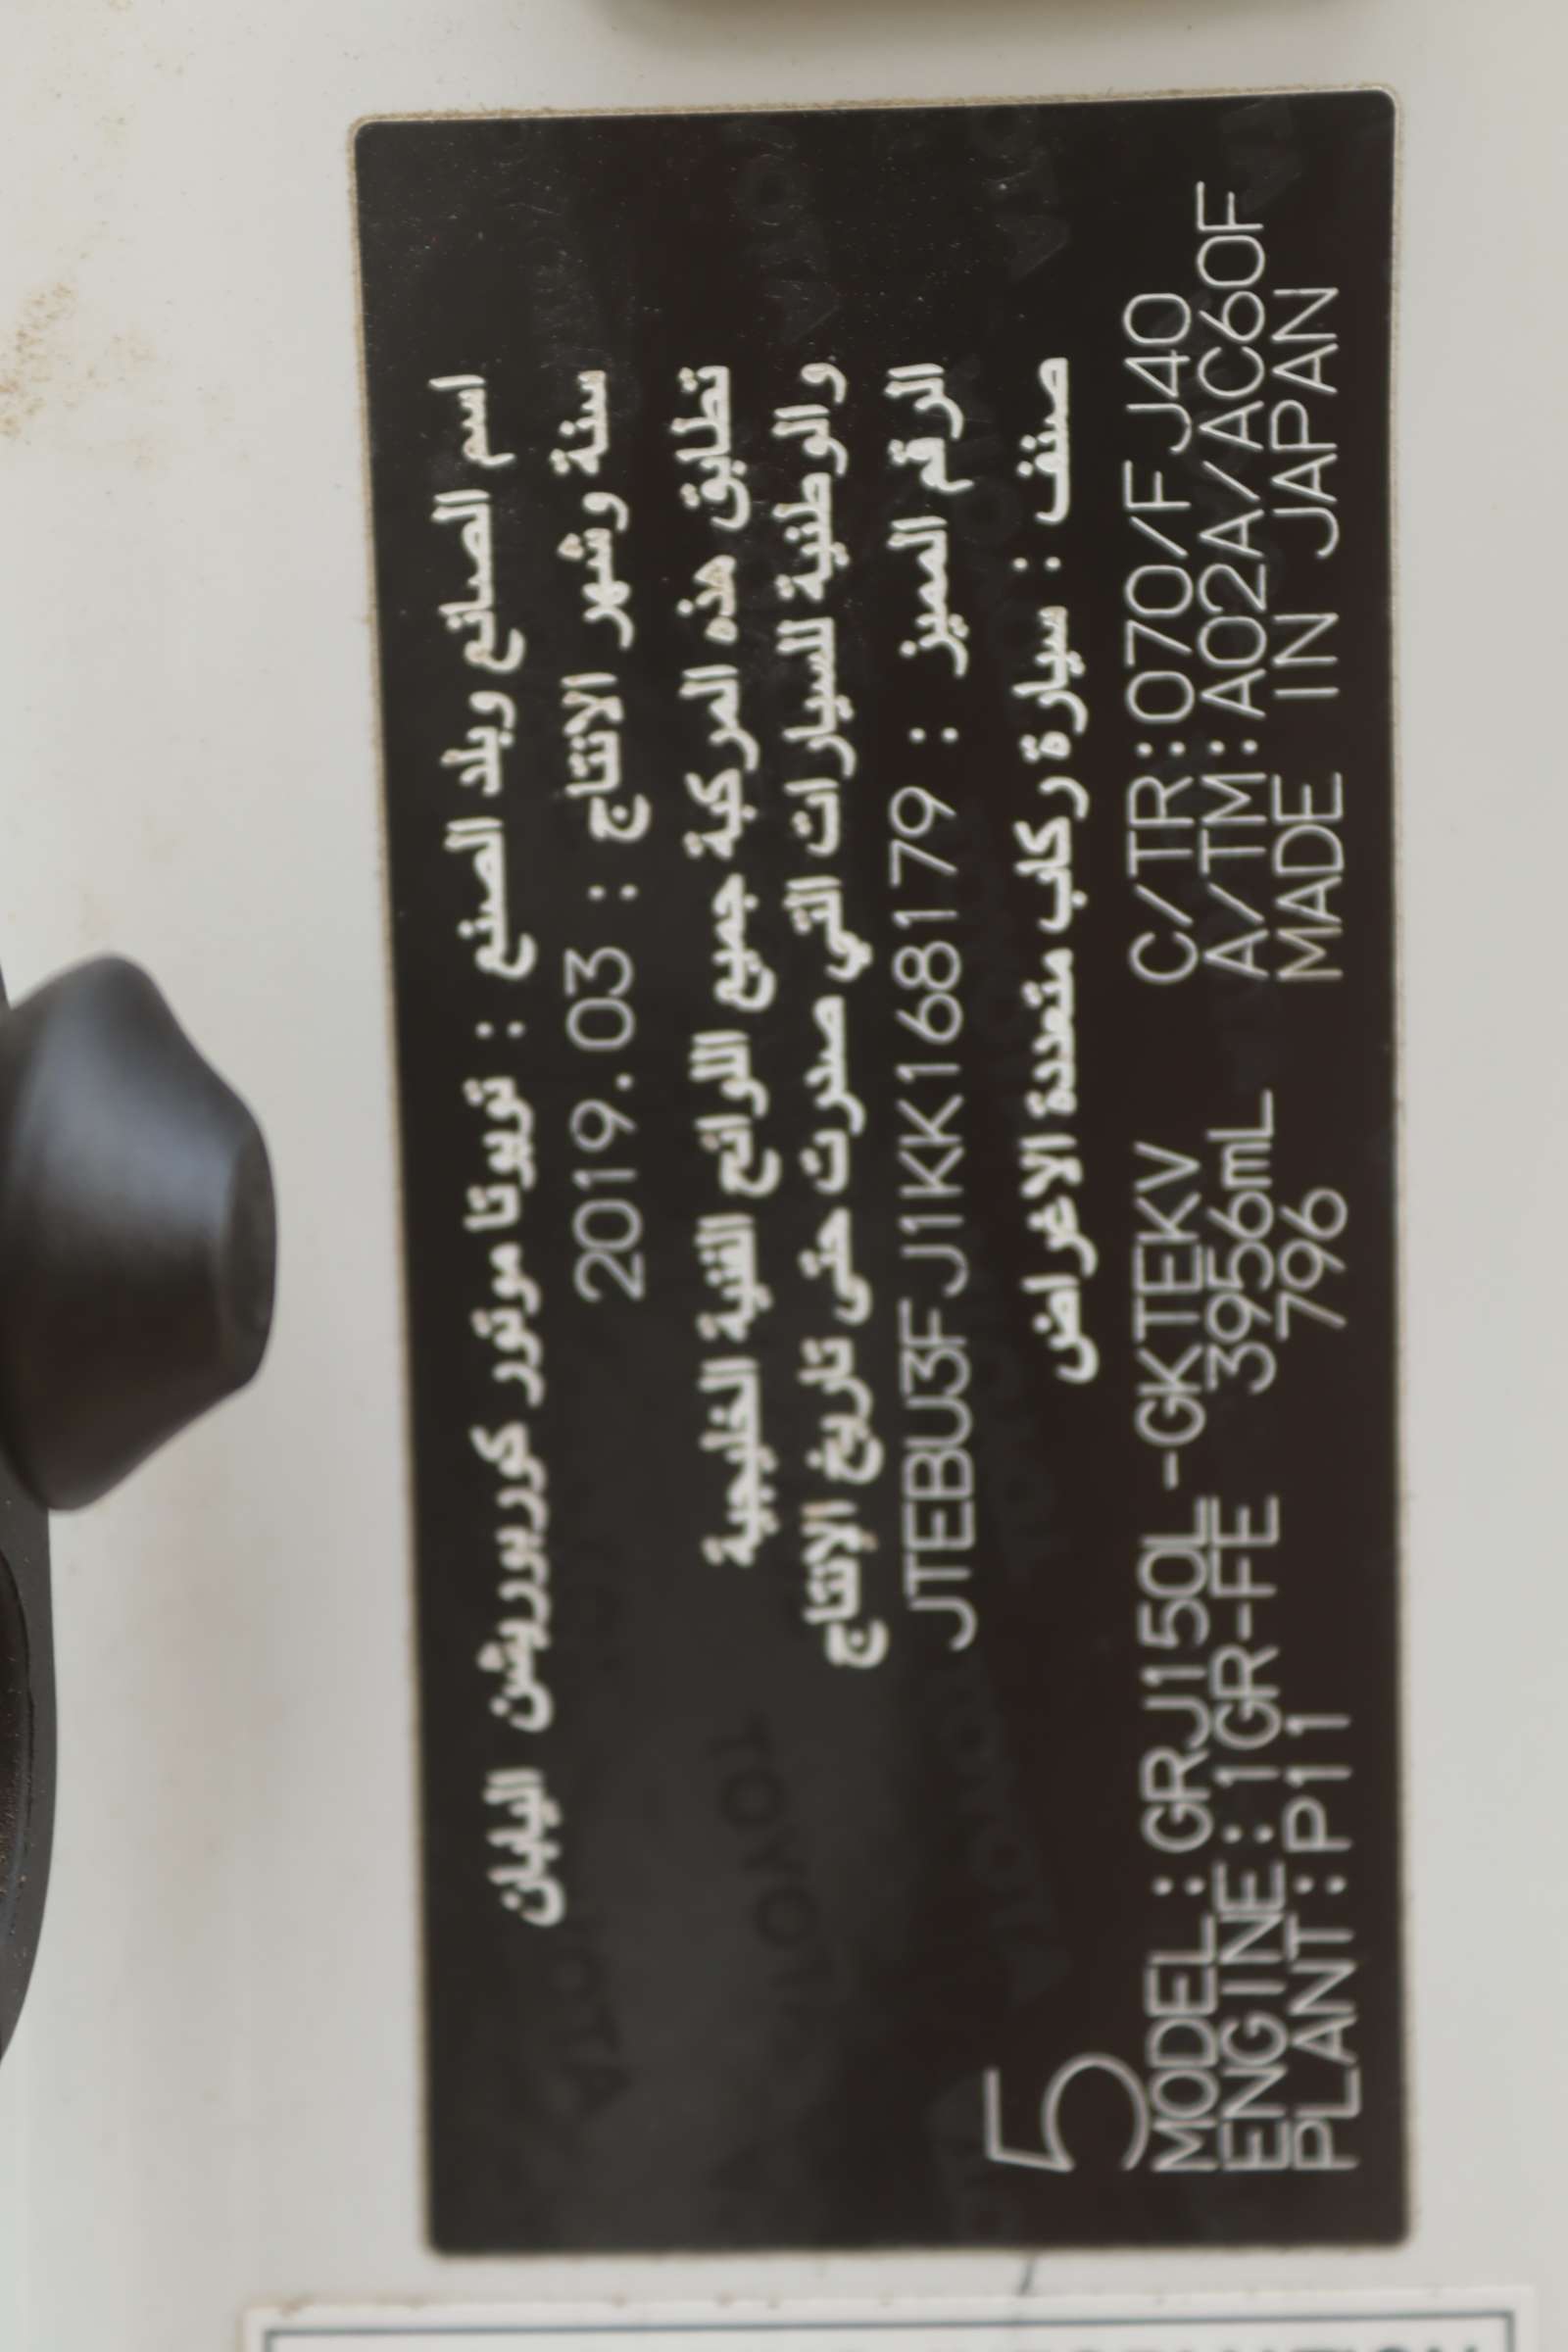 اسم الصانع وبلد الصنع : تويوتا موتور كوربوريشن اليابان
سنة وشهر الانتاج : 2019.03
تطابق هذه المركبة جميع اللوائح الفنية الخليجية
والوطنية للسيارات التي صدرت حتى تاريخ الإنتاج
الرقم المميز : JTEBU3FJ1KK168179
صنف : سيارة ركاب متعددة الاغراض
5
MODEL:GRJ150L-GKTEKV C/TR:070/FJ40
ENGINE:1GR-FE 3956mL A/TM:A02A/AC60F
PLANT:P11 796 MADE IN JAPAN